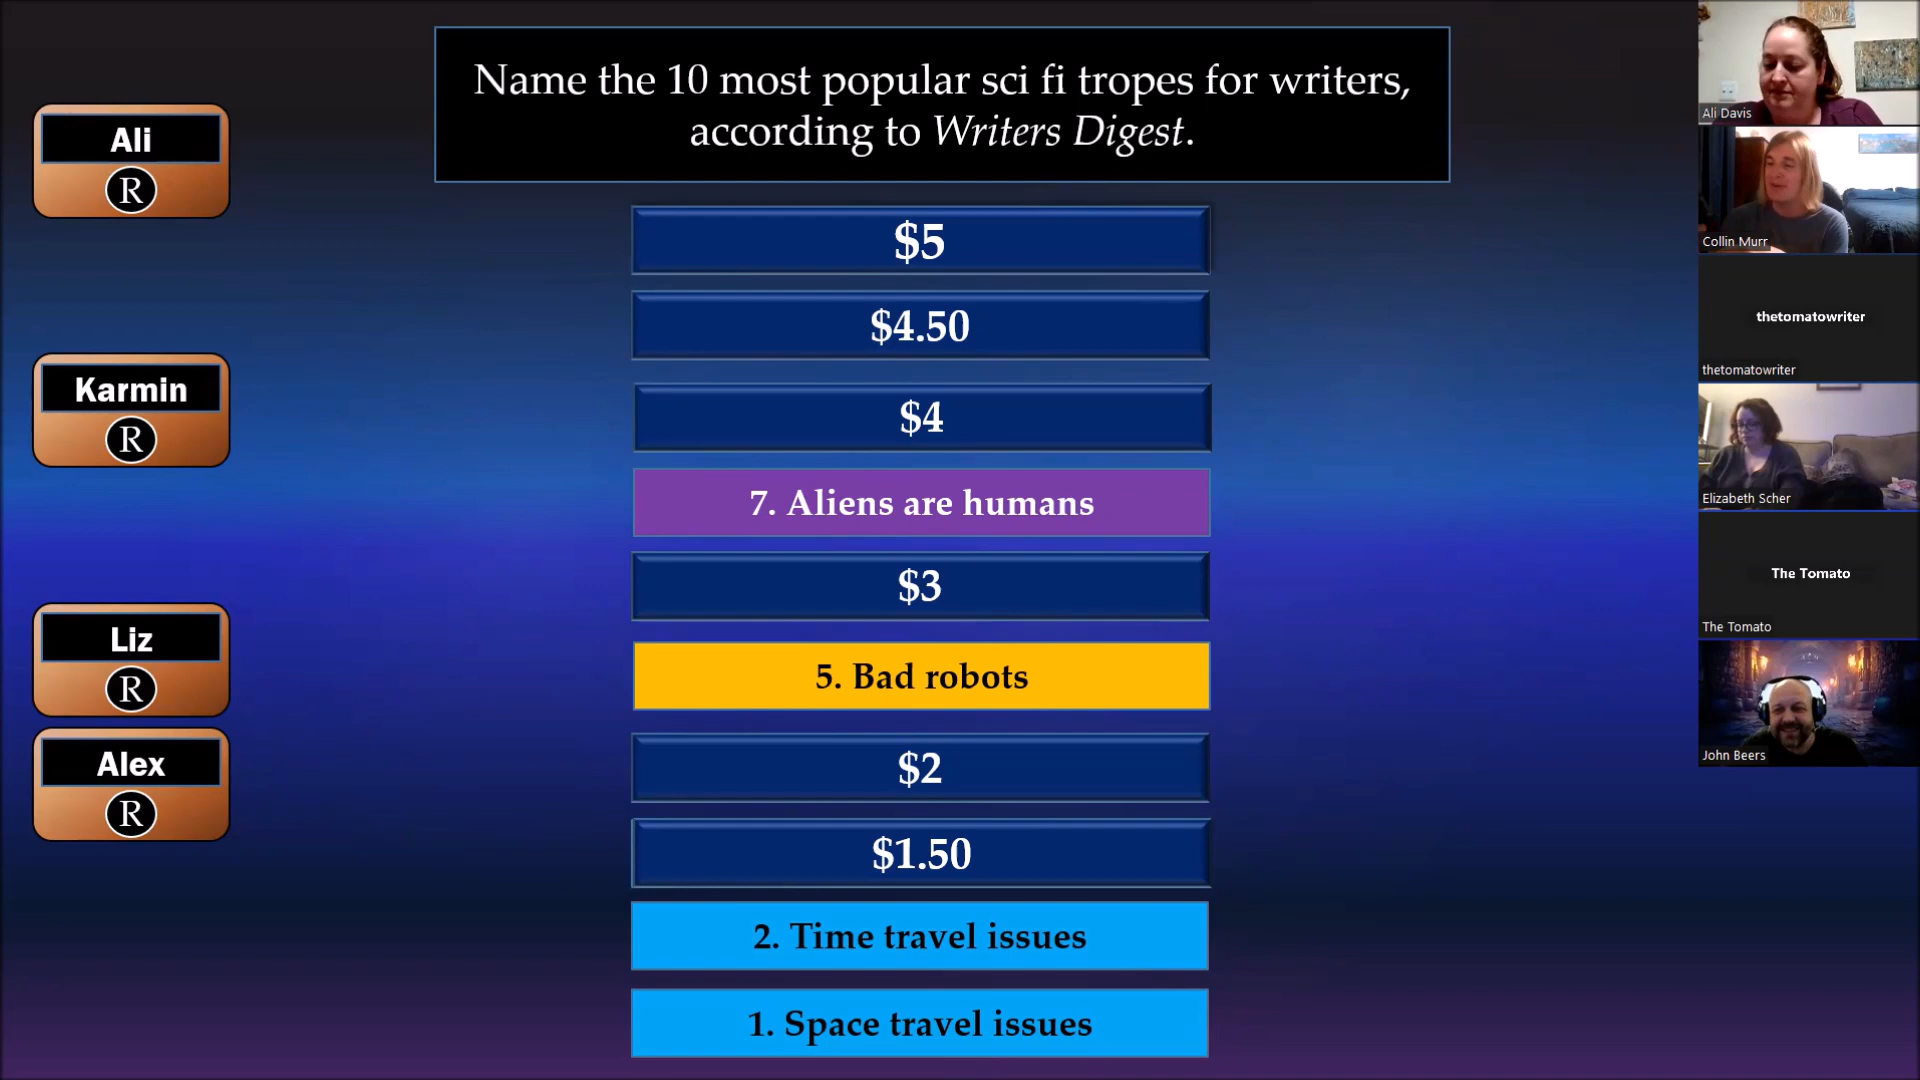 Name the 10 most popular sci fi tropes for writers,
according to Writers Digest.
Ali
R
Karmin
R
Liz
R
Alex
R
$5
$4.50
$4
7. Aliens are humans
$3
5. Bad robots
$2
$1.50
2. Time travel issues
1. Space travel issues
Ali Davis
Collin Murr
thetomatowriter
thetomatowriter
Elizabeth Scher
The Tomato
The Tomato
John Beers